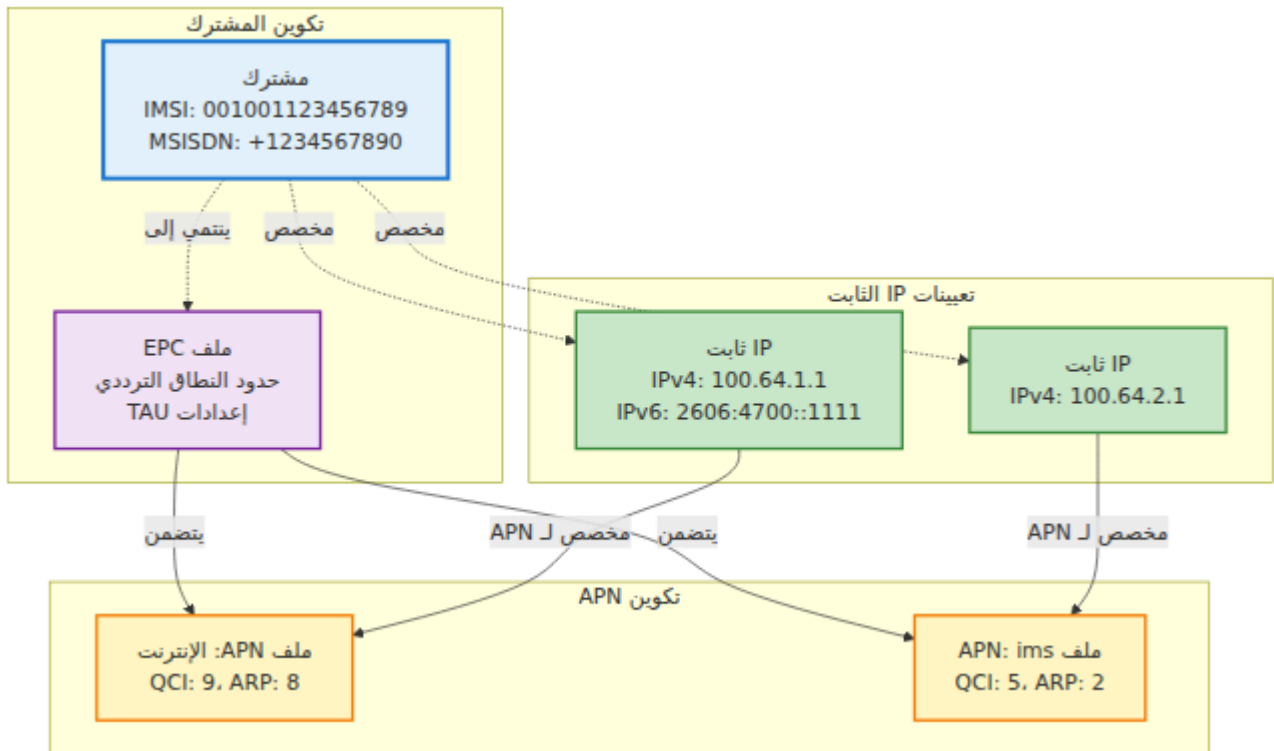 تكوين المشترك
مشترك
IMSI: 001001123456789
MSISDN: +1234567890
ينتمي إلى
مخصص
مخصص
تعيينات IP الثابت
ملف EPC
حدود النطاق الترددي
إعدادات TAU
IP ثابت
IPv4: 100.64.1.1
IPv6: 2606:4700::1111
IP ثابت
IPv4: 100.64.2.1
يتضمن
مخصص لـ APN
يتضمن
مخصص لـ APN
تكوين APN
ملف APN: الإنترنت
QCI: 9، ARP: 8
ملف APN: ims
QCI: 5، ARP: 2